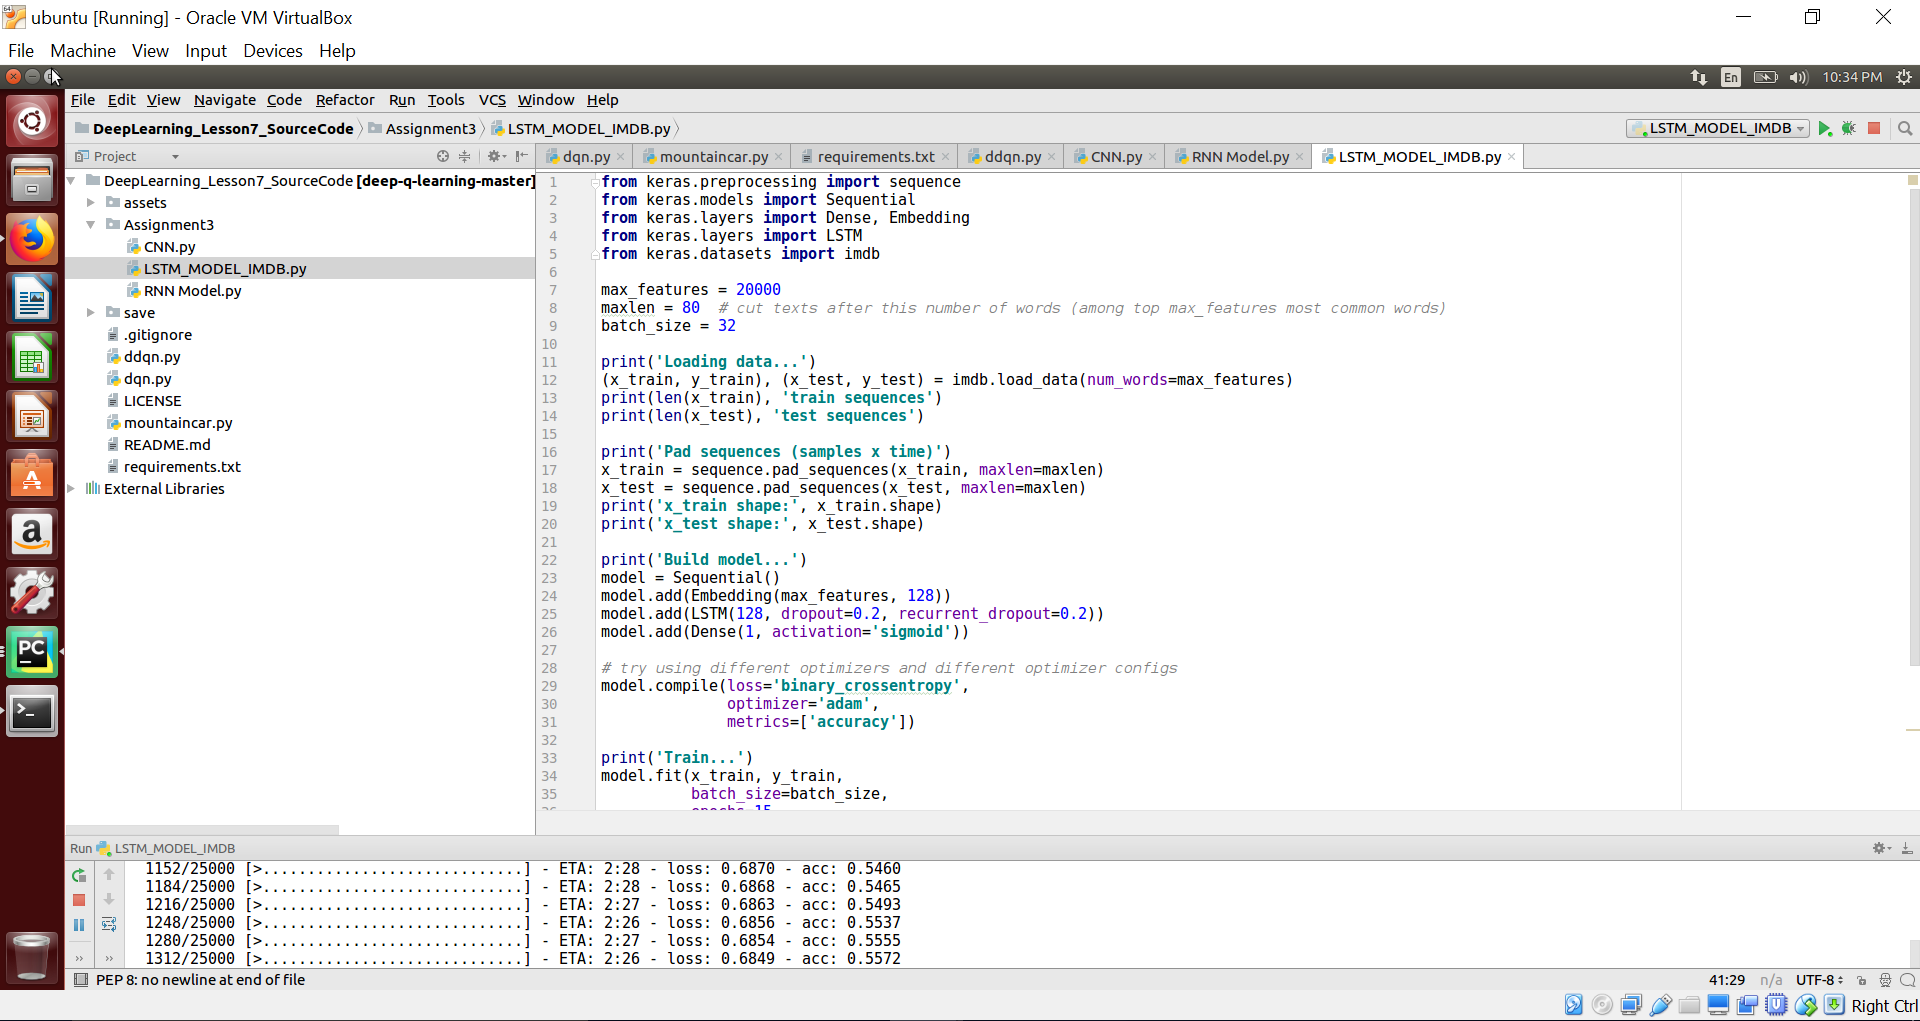 ubuntu [Running] - Oracle VM VirtualBox
File Machine View Input Devices Help
En 10:34 PM
File Edit View Navigate Code Refactor Run Tools VCS Window Help
DeepLearning_Lesson7_SourceCode Assignment3 LSTM_MODEL_IMDB.py
LSTM_MODEL_IMDB
Project
dqn.py mountaincar.py requirements.txt ddqn.py CNN.py RNN Model.py LSTM_MODEL_IMDB.py
DeepLearning_Lesson7_SourceCode [deep-q-learning-master]
assets
Assignment3
CNN.py
LSTM_MODEL_IMDB.py
RNN Model.py
save
.gitignore
ddqn.py
dqn.py
LICENSE
mountaincar.py
README.md
requirements.txt
External Libraries
1 from keras.preprocessing import sequence
2 from keras.models import Sequential
3 from keras.layers import Dense, Embedding
4 from keras.layers import LSTM
5 from keras.datasets import imdb
6
7 max_features = 20000
8 maxlen = 80  # cut texts after this number of words (among top max_features most common words)
9 batch_size = 32
10
11 print('Loading data...')
12 (x_train, y_train), (x_test, y_test) = imdb.load_data(num_words=max_features)
13 print(len(x_train), 'train sequences')
14 print(len(x_test), 'test sequences')
15
16 print('Pad sequences (samples x time)')
17 x_train = sequence.pad_sequences(x_train, maxlen=maxlen)
18 x_test = sequence.pad_sequences(x_test, maxlen=maxlen)
19 print('x_train shape:', x_train.shape)
20 print('x_test shape:', x_test.shape)
21
22 print('Build model...')
23 model = Sequential()
24 model.add(Embedding(max_features, 128))
25 model.add(LSTM(128, dropout=0.2, recurrent_dropout=0.2))
26 model.add(Dense(1, activation='sigmoid'))
27
28 # try using different optimizers and different optimizer configs
29 model.compile(loss='binary_crossentropy',
30 optimizer='adam',
31 metrics=['accuracy'])
32
33 print('Train...')
34 model.fit(x_train, y_train,
35 batch_size=batch_size,
36 epochs=15
Run LSTM_MODEL_IMDB
1152/25000 [>.............................] - ETA: 2:28 - loss: 0.6870 - acc: 0.5460
1184/25000 [>.............................] - ETA: 2:28 - loss: 0.6868 - acc: 0.5465
1216/25000 [>.............................] - ETA: 2:27 - loss: 0.6863 - acc: 0.5493
1248/25000 [>.............................] - ETA: 2:26 - loss: 0.6856 - acc: 0.5537
1280/25000 [>.............................] - ETA: 2:27 - loss: 0.6854 - acc: 0.5555
1312/25000 [>.............................] - ETA: 2:26 - loss: 0.6849 - acc: 0.5572
PEP 8: no newline at end of file
41:29 n/a UTF-8
Right Ctrl